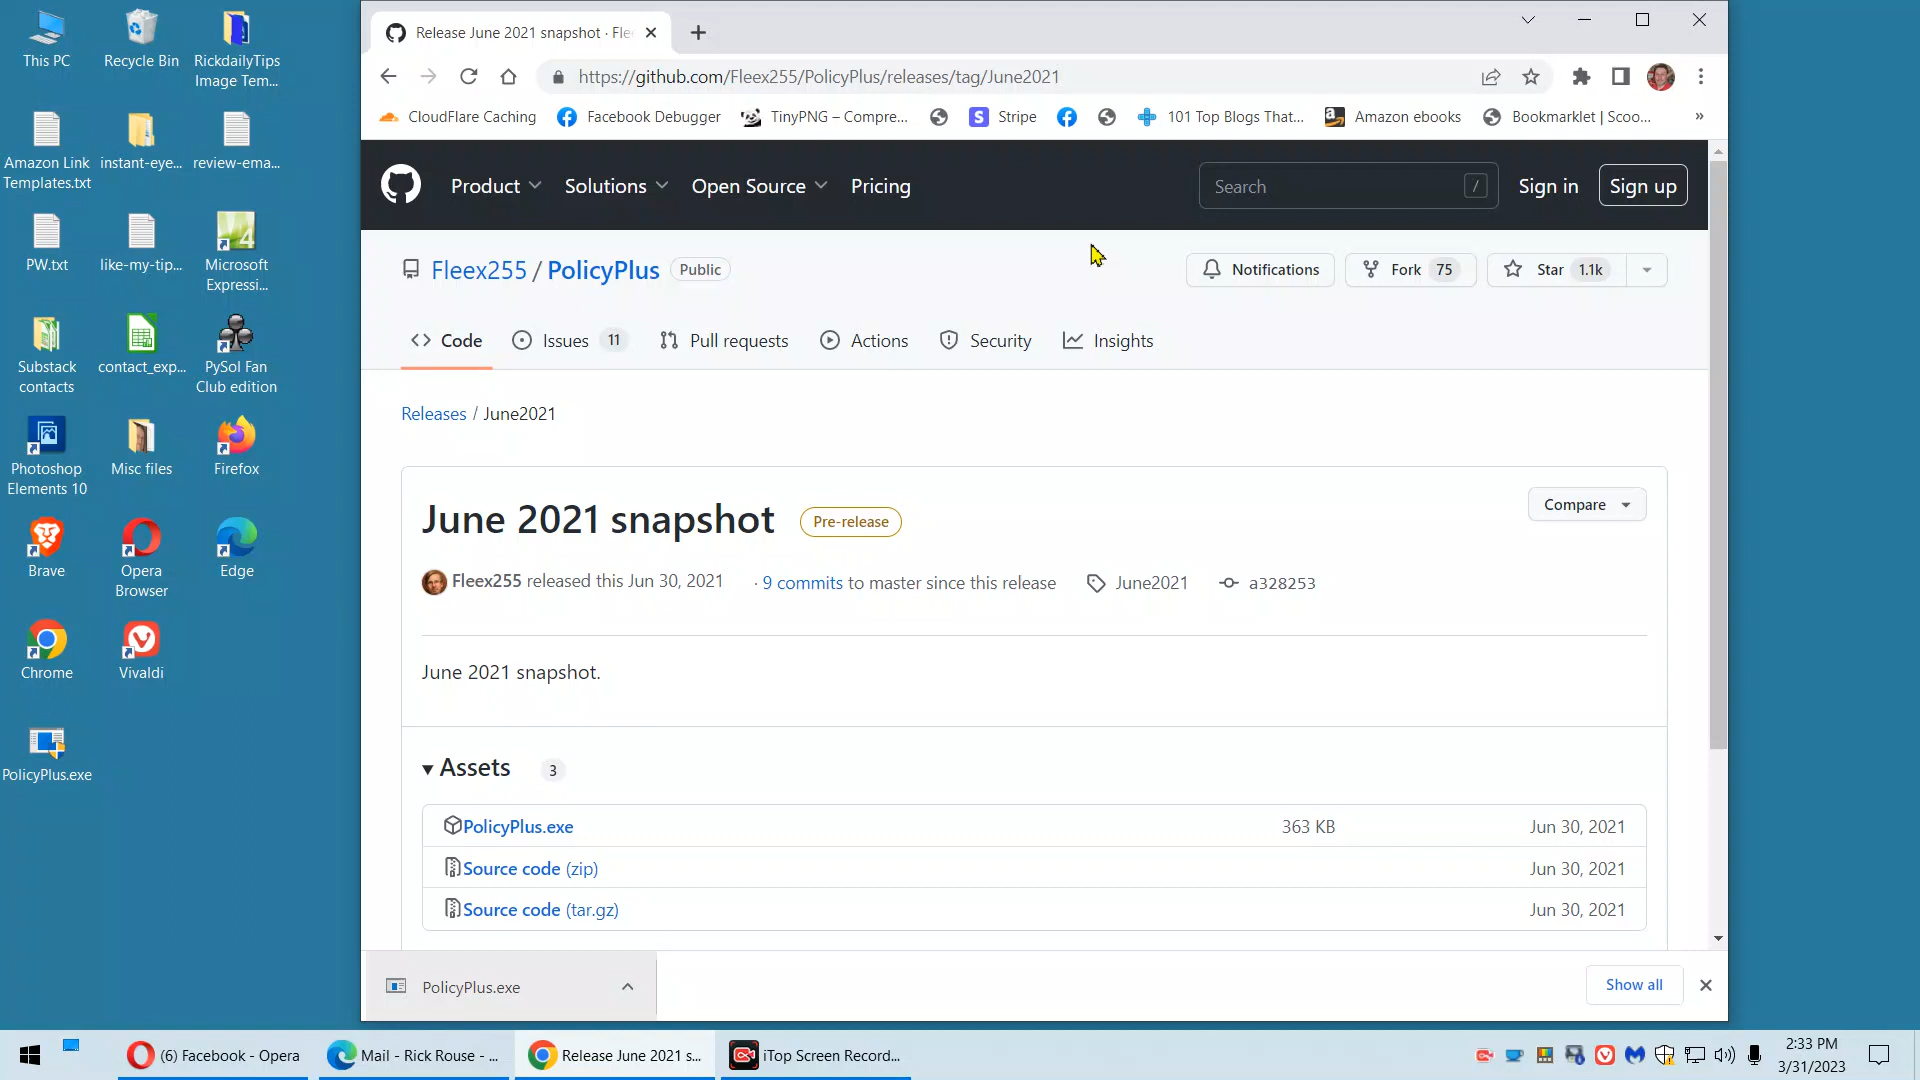 This PC
Recycle Bin
RickdailyTips
Image Tem...
Amazon Link
Templates.txt
instant-eye...
review-ema...
PW.txt
like-my-tip...
Microsoft
Expressi...
Substack
contacts
contact_exp...
PySol Fan
Club edition
Photoshop
Elements 10
Misc files
Firefox
Brave
Opera
Browser
Edge
Chrome
Vivaldi
PolicyPlus.exe
Release June 2021 snapshot · Flee
https://github.com/Fleex255/PolicyPlus/releases/tag/June2021
CloudFlare Caching
Facebook Debugger
TinyPNG – Compre...
S Stripe
101 Top Blogs That...
Amazon ebooks
Bookmarklet | Scoo...
»
Product
Solutions
Open Source
Pricing
Search /
Sign in
Sign up
Fleex255 / PolicyPlus Public
Notifications
Fork 75
Star 1.1k
Code
Issues 11
Pull requests
Actions
Security
Insights
Releases / June2021
June 2021 snapshot Pre-release
Compare
Fleex255 released this Jun 30, 2021 · 9 commits to master since this release June2021 a328253
June 2021 snapshot.
Assets 3
PolicyPlus.exe 363 KB Jun 30, 2021
Source code (zip) Jun 30, 2021
Source code (tar.gz) Jun 30, 2021
PolicyPlus.exe
Show all
(6) Facebook - Opera
Mail - Rick Rouse - ...
Release June 2021 s...
iTop Screen Record...
2:33 PM
3/31/2023